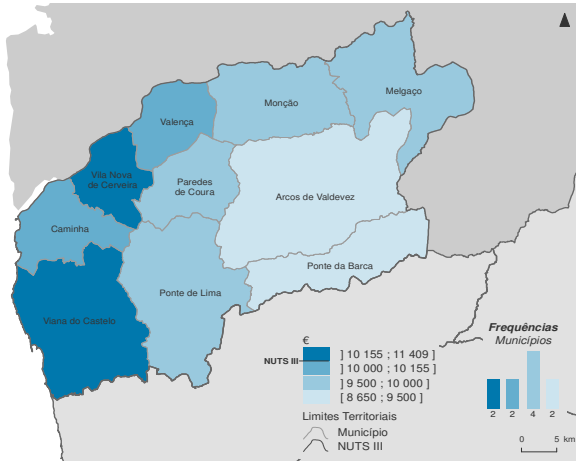 Melgaço
Monção
Valença
Vila Nova
de Cerveira
Paredes
de Coura
Arcos de Valdevez
Caminha
Ponte da Barca
Ponte de Lima
Viana do Castelo
€
NUTS III
] 10 155 ; 11 409 ]
] 10 000 ; 10 155 ]
] 9 500 ; 10 000 ]
[ 8 650 ; 9 500 ]
Limites Territoriais
Município
NUTS III
Frequências
Municípios
2 2 4 2
0 5 km